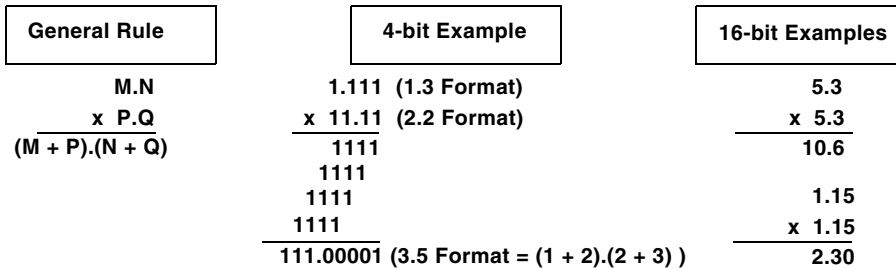 General Rule
4-bit Example
16-bit Examples
M.N
1.111 (1.3 Format)
5.3
x P.Q
x 11.11 (2.2 Format)
x 5.3
(M + P).(N + Q)
1111
10.6
1111
1111
1.15
1111
x 1.15
111.00001 (3.5 Format = (1 + 2).(2 + 3) )
2.30